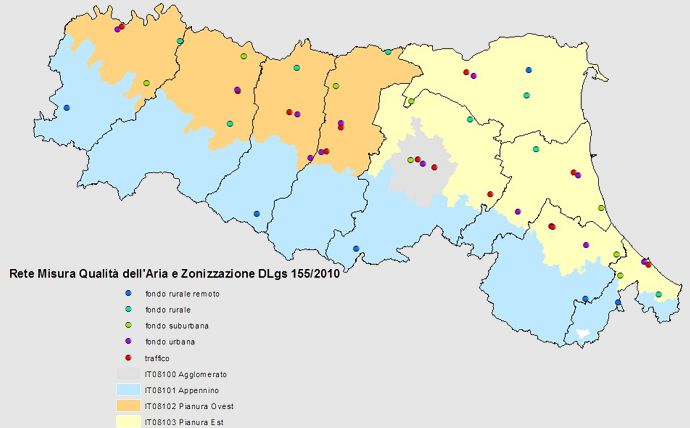 Rete Misura Qualità dell'Aria e Zonizzazione DLgs 155/2010
fondo rurale remoto
fondo rurale
fondo suburbana
fondo urbana
traffico
IT08100 Agglomerato
IT08101 Appennino
IT08102 Pianura Ovest
IT08103 Pianura Est